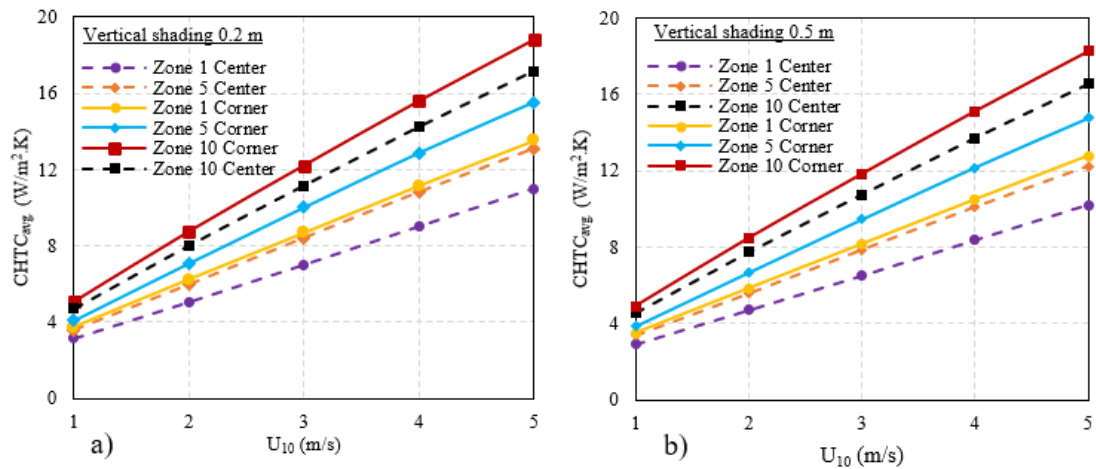 20
16
12
8
4
0
CHTCavg. (W/m².K)
Vertical shading 0.2 m
Zone 1 Center
Zone 5 Center
Zone 1 Corner
Zone 5 Corner
Zone 10 Corner
Zone 10 Center
1 2 3 4 5
U10 (m/s)
a)
20
16
12
8
4
0
CHTCavg. (W/m².K)
Vertical shading 0.5 m
Zone 1 Center
Zone 5 Center
Zone 10 Center
Zone 1 Corner
Zone 5 Corner
Zone 10 Corner
1 2 3 4 5
U10 (m/s)
b)